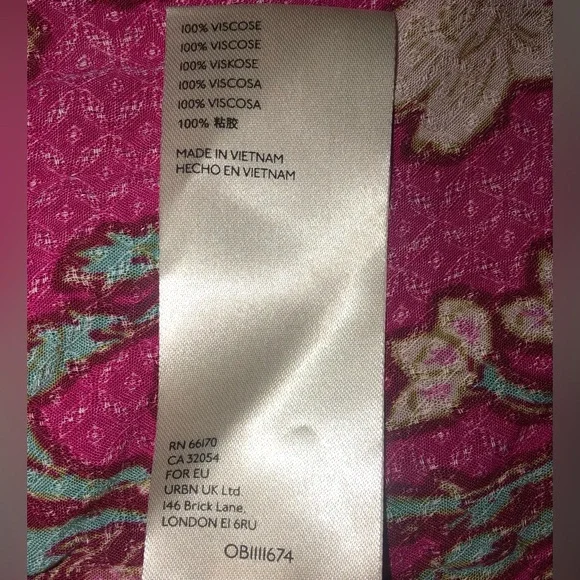 100% VISCOSE
100% VISCOSE
100% VISKOSE
100% VISCOSA
100% VISCOSA
100% 粘胶
MADE IN VIETNAM
HECHO EN VIETNAM
RN 66170
CA 32054
FOR EU
URBN UK Ltd.
146 Brick Lane,
LONDON E1 6RU
OB1111674